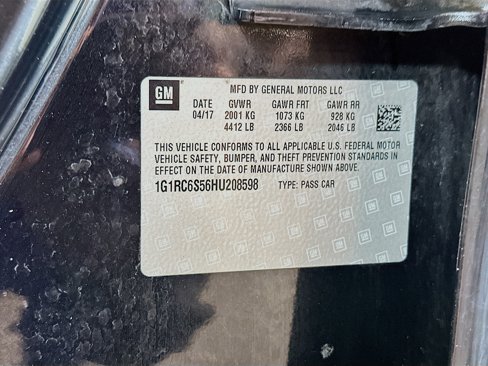 GM
MFD BY GENERAL MOTORS LLC
DATE GVWR GAWR FRT GAWR RR
04/17 2001 KG 1073 KG 928 KG
4412 LB 2366 LB 2046 LB
THIS VEHICLE CONFORMS TO ALL APPLICABLE U.S. FEDERAL MOTOR
VEHICLE SAFETY, BUMPER, AND THEFT PREVENTION STANDARDS IN
EFFECT ON THE DATE OF MANUFACTURE SHOWN ABOVE.
1G1RC6S56HU208598 TYPE: PASS CAR